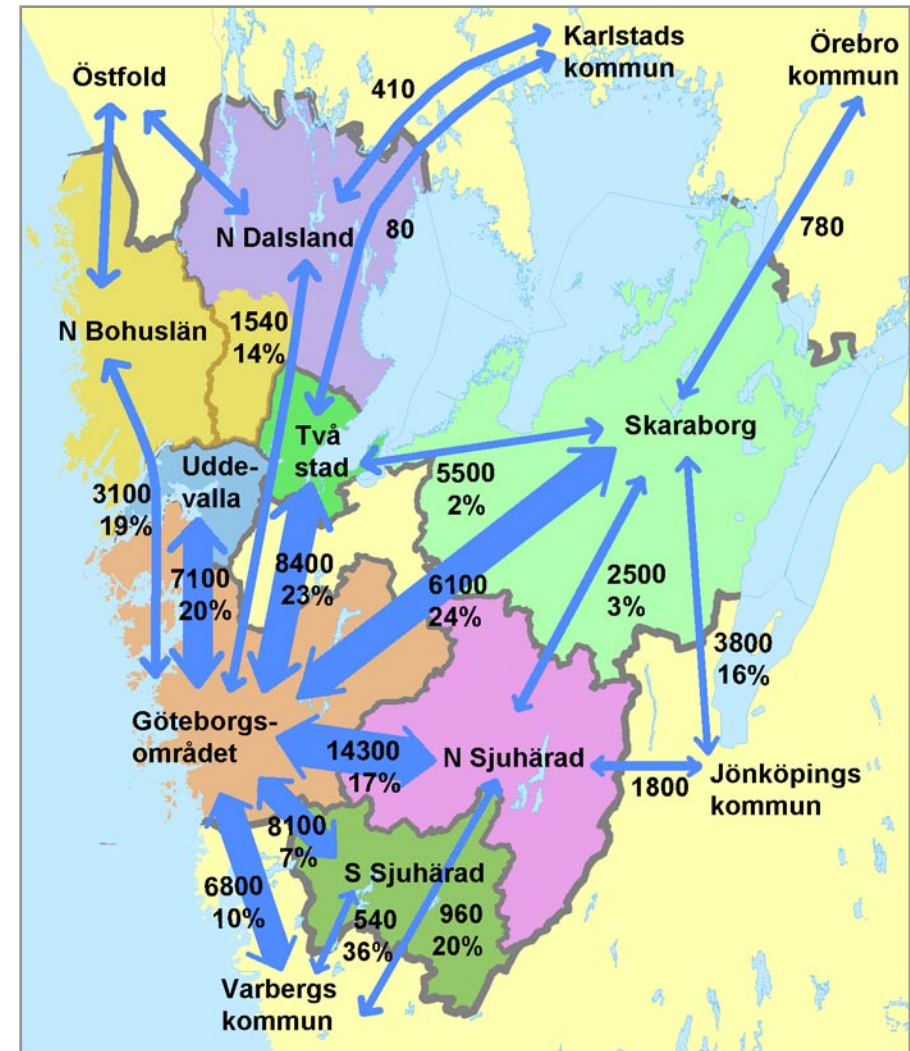 Karlstads
kommun
Örebro
kommun
Östfold
410
N Dalsland
80
780
N Bohuslän
1540
14%
Två
stad
Skaraborg
Udde-
valla
5500
2%
3100
19%
7100
20%
8400
23%
6100
24%
2500
3%
3800
16%
Göteborgs-
området
14300
17%
N Sjuhärad
1800
Jönköpings
kommun
8100
7%
S Sjuhärad
6800
10%
540
36%
960
20%
Varbergs
kommun